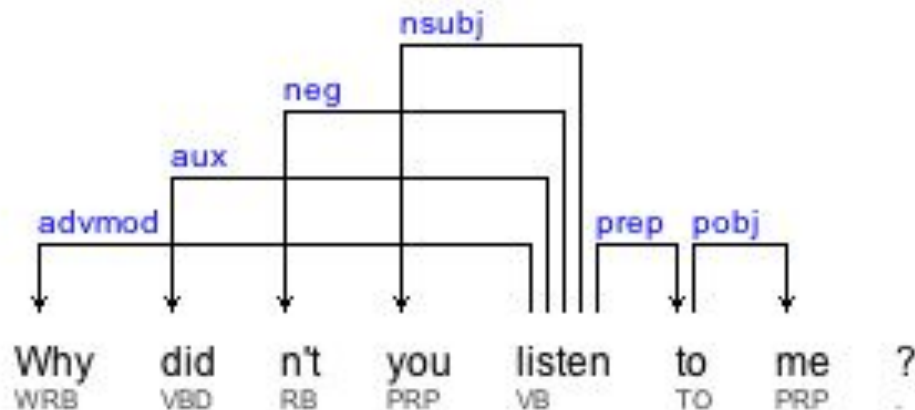 nsubj
neg
aux
advmod prep pobj
Why did n't you listen to me ?
WRB VBD RB PRP VB TO PRP .